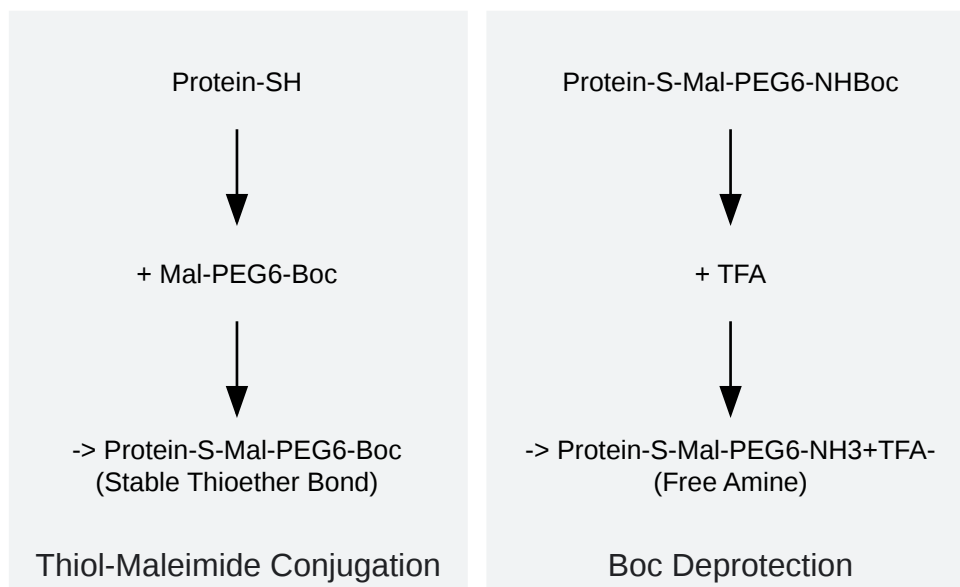 Protein-SH
+ Mal-PEG6-Boc
-> Protein-S-Mal-PEG6-Boc
(Stable Thioether Bond)
Thiol-Maleimide Conjugation
Protein-S-Mal-PEG6-NHBoc
+ TFA
-> Protein-S-Mal-PEG6-NH3+TFA-
(Free Amine)
Boc Deprotection